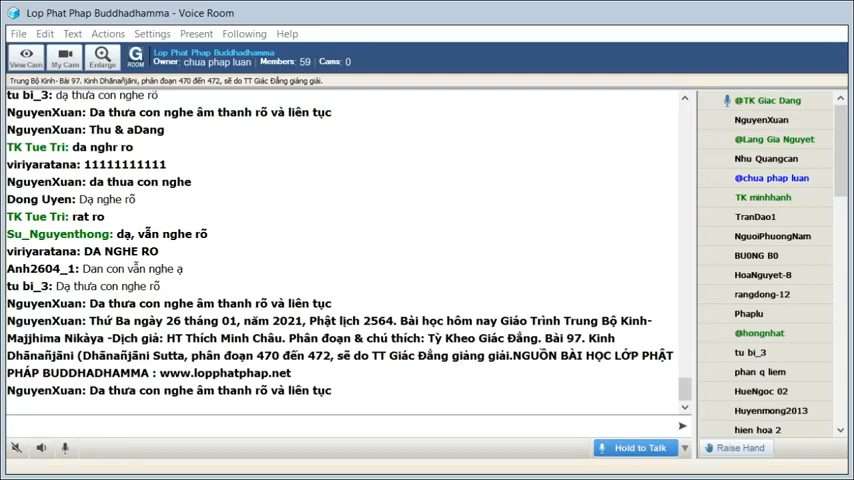 Lop Phat Phap Buddhadhamma - Voice Room
File Edit Text Actions Settings Present Following Help
View Cam My Cam Enlarge G ROOM
Lop Phat Phap Buddhadhamma
Owner: chua phap luan Members: 59 Cams: 0
Trung Bộ Kinh- Bài 97. Kinh Dhānañjāni, phân đoạn 470 đến 472, sẽ do TT Giác Đẳng giảng giải.
tu bi_3: dạ thưa con nghe rõ
NguyenXuan: Da thưa con nghe âm thanh rõ và liên tục
NguyenXuan: Thu & aDang
TK Tue Tri: da nghr ro
viriyaratana: 11111111111
NguyenXuan: da thua con nghe
Dong Uyen: Dạ nghe rõ
TK Tue Tri: rat ro
Su_Nguyenthong: dạ, vẫn nghe rõ
viriyaratana: DA NGHE RO
Anh2604_1: Dan con vẫn nghe ạ
tu bi_3: Dạ thưa con nghe rõ
NguyenXuan: Da thưa con nghe âm thanh rõ và liên tục
NguyenXuan: Thứ Ba ngày 26 tháng 01, năm 2021, Phật lịch 2564. Bài học hôm nay Giáo Trình Trung Bộ Kinh-
Majjhima Nikàya -Dịch giả: HT Thích Minh Châu. Phân đoạn & chú thích: Tỳ Kheo Giác Đẳng. Bài 97. Kinh
Dhānañjāni (Dhānañjāni Sutta, phân đoạn 470 đến 472, sẽ do TT Giác Đẳng giảng giải.NGUỒN BÀI HỌC LỚP PHẬT
PHÁP BUDDHADHAMMA : www.lopphatphap.net
NguyenXuan: Da thưa con nghe âm thanh rõ và liên tục
Hold to Talk
@TK Giac Dang
NguyenXuan
@Lang Gia Nguyet
Nhu Quangcan
@chua phap luan
TK minhhanh
TranDao1
NguoiPhuongNam
BU0NG B0
HoaNguyet-8
rangdong-12
Phaplu
@hongnhat
tu bi_3
phan q liem
HueNgoc 02
Huyenmong2013
hien hoa 2
Raise Hand